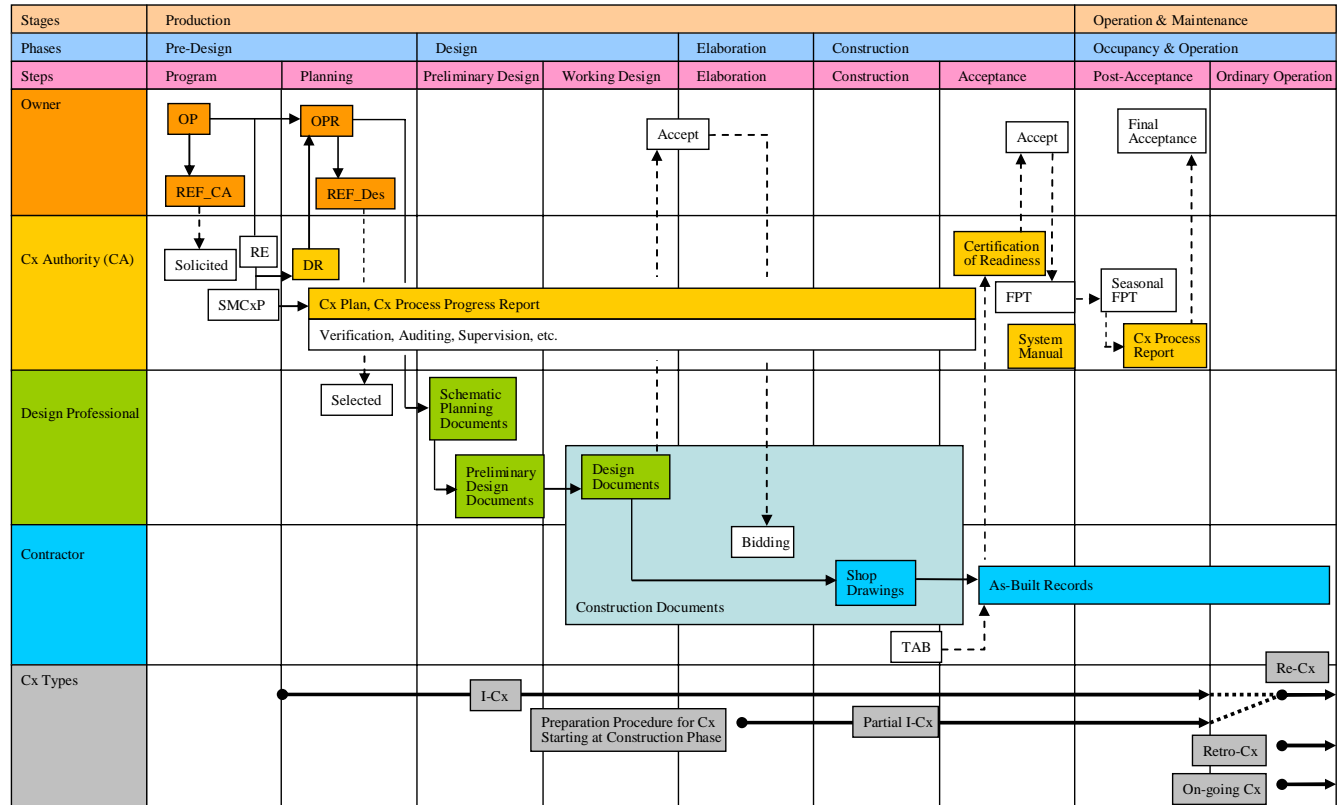 Stages
Production
Operation & Maintenance
Phases
Pre-Design
Design
Elaboration
Construction
Occupancy & Operation
Steps
Program
Planning
Preliminary Design
Working Design
Elaboration
Construction
Acceptance
Post-Acceptance
Ordinary Operation
Owner
OP
OPR
Accept
Accept
Final
Acceptance
REF_CA
REF_Des
Cx Authority (CA)
Solicited
RE
DR
Certification
of Readiness
SMCxP
Cx Plan, Cx Process Progress Report
FPT
Seasonal
FPT
Verification, Auditing, Supervision, etc.
System
Manual
Cx Process
Report
Design Professional
Selected
Schematic
Planning
Documents
Preliminary
Design
Documents
Design
Documents
Contractor
Bidding
Shop
Drawings
As-Built Records
Construction Documents
TAB
Cx Types
Re-Cx
I-Cx
Preparation Procedure for Cx
Starting at Construction Phase
Partial I-Cx
Retro-Cx
On-going Cx